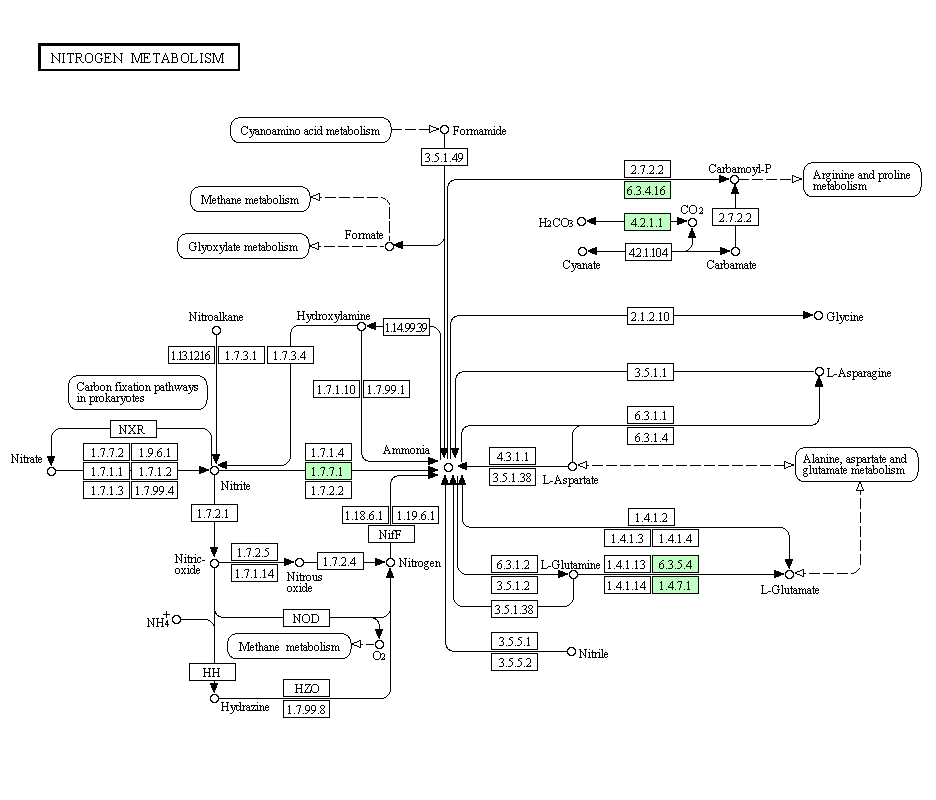 NITROGEN METABOLISM
Cyanoamino acid metabolism
Formamide
3.5.1.49
2.7.2.2
Carbamoyl-P
Arginine and proline
metabolism
6.3.4.16
Methane metabolism
H2CO3
4.2.1.1
CO2
2.7.2.2
Formate
Glyoxylate metabolism
4.2.1.104
Cyanate
Carbamate
Nitroalkane
Hydroxylamine
1.14.99.39
2.1.2.10
Glycine
1.13.12.16
1.7.3.1
1.7.3.4
Carbon fixation pathways
in prokaryotes
1.7.1.10
1.7.99.1
3.5.1.1
L-Asparagine
NXR
6.3.1.1
6.3.1.4
Nitrate
1.7.7.2
1.9.6.1
1.7.1.1
1.7.1.2
1.7.1.3
1.7.99.4
Nitrite
1.7.1.4
1.7.7.1
1.7.2.2
Ammonia
4.3.1.1
3.5.1.38
L-Aspartate
Alanine, aspartate and
glutamate metabolism
1.7.2.1
1.18.6.1
1.19.6.1
NifF
1.4.1.2
1.4.1.3
1.4.1.4
Nitric-
oxide
1.7.2.5
1.7.1.14
Nitrous
oxide
1.7.2.4
Nitrogen
6.3.1.2
3.5.1.2
3.5.1.38
L-Glutamine
1.4.1.13
6.3.5.4
1.4.1.14
1.4.7.1
L-Glutamate
NH4+
NOD
Methane metabolism
O2
3.5.5.1
3.5.5.2
Nitrile
HH
HZO
1.7.99.8
Hydrazine